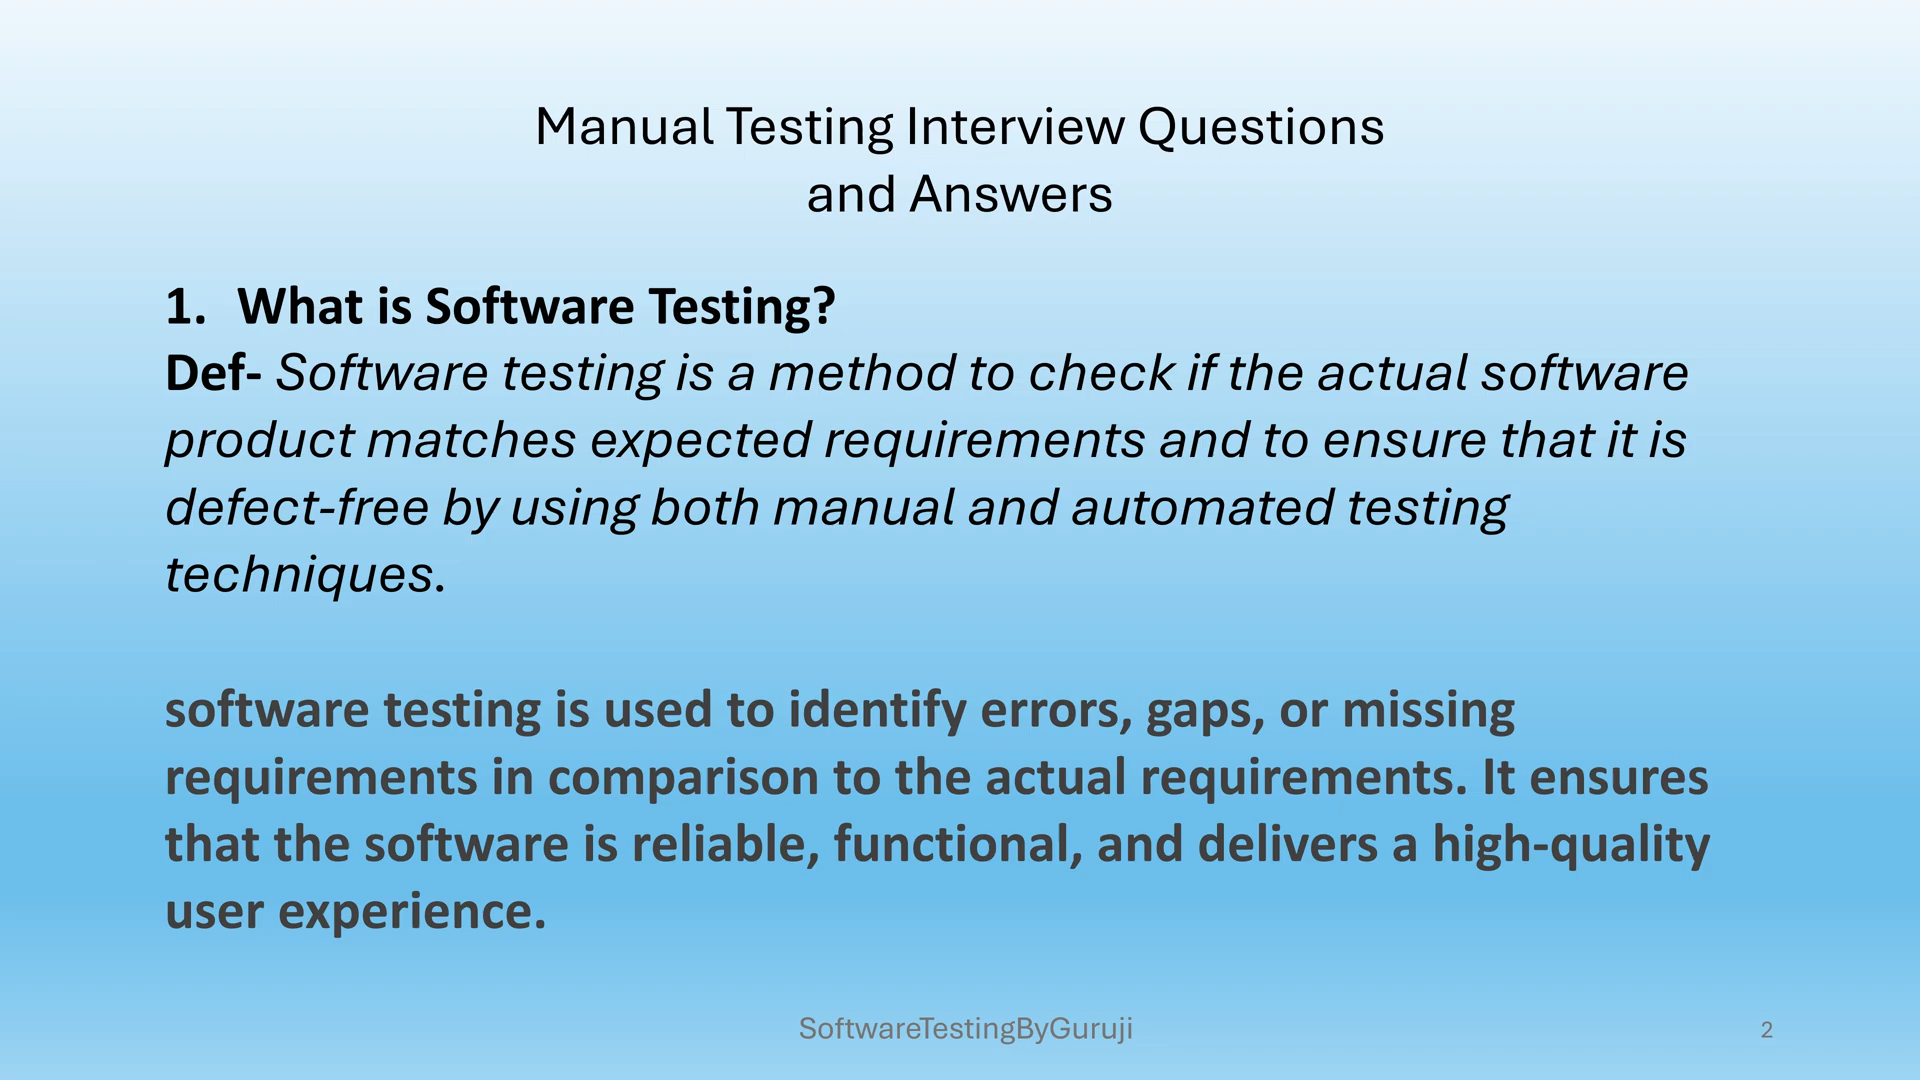 Manual Testing Interview Questions
and Answers
1. What is Software Testing?
Def- Software testing is a method to check if the actual software
product matches expected requirements and to ensure that it is
defect-free by using both manual and automated testing
techniques.
software testing is used to identify errors, gaps, or missing
requirements in comparison to the actual requirements. It ensures
that the software is reliable, functional, and delivers a high-quality
user experience.
SoftwareTestingByGuruji
2